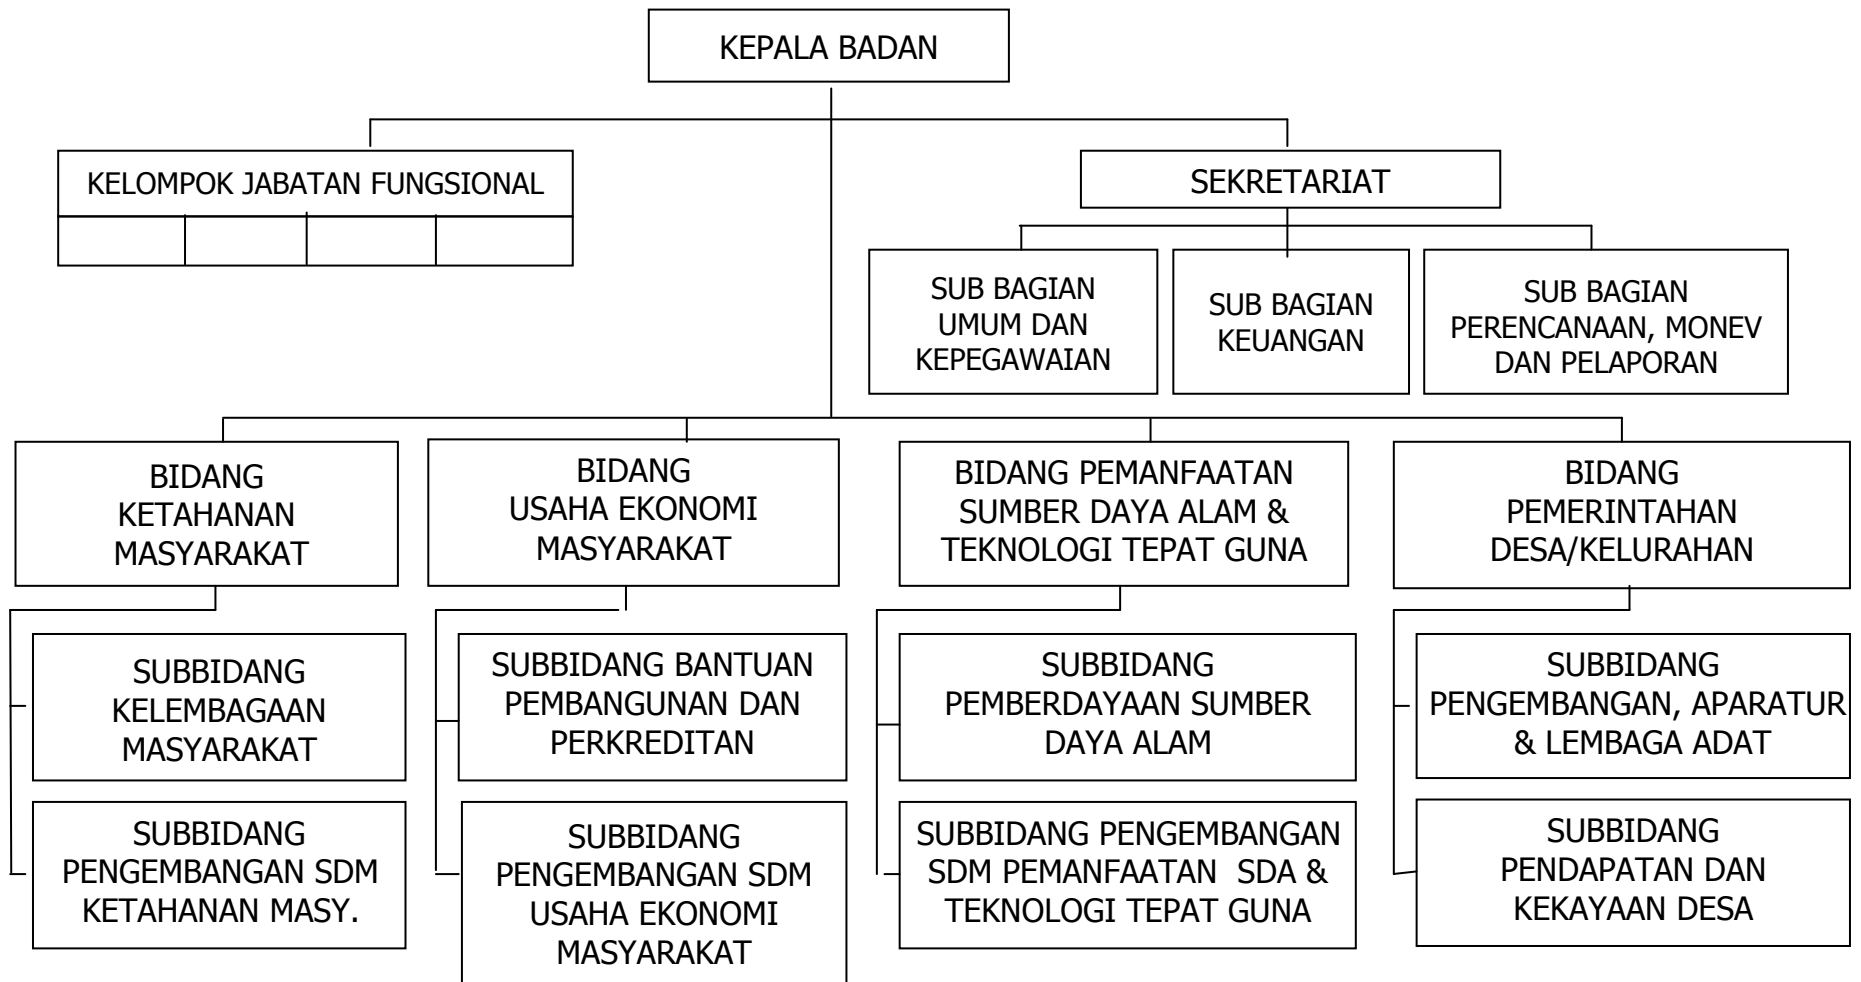 KEPALA BADAN
KELOMPOK JABATAN FUNGSIONAL
SEKRETARIAT
SUB BAGIAN
UMUM DAN
KEPEGAWAIAN
SUB BAGIAN
KEUANGAN
SUB BAGIAN
PERENCANAAN, MONEV
DAN PELAPORAN
BIDANG
KETAHANAN
MASYARAKAT
BIDANG
USAHA EKONOMI
MASYARAKAT
BIDANG PEMANFAATAN
SUMBER DAYA ALAM &
TEKNOLOGI TEPAT GUNA
BIDANG
PEMERINTAHAN
DESA/KELURAHAN
SUBBIDANG
KELEMBAGAAN
MASYARAKAT
SUBBIDANG BANTUAN
PEMBANGUNAN DAN
PERKREDITAN
SUBBIDANG
PEMBERDAYAAN SUMBER
DAYA ALAM
SUBBIDANG
PENGEMBANGAN, APARATUR
& LEMBAGA ADAT
SUBBIDANG
PENGEMBANGAN SDM
KETAHANAN MASY.
SUBBIDANG
PENGEMBANGAN SDM
USAHA EKONOMI
MASYARAKAT
SUBBIDANG PENGEMBANGAN
SDM PEMANFAATAN SDA &
TEKNOLOGI TEPAT GUNA
SUBBIDANG
PENDAPATAN DAN
KEKAYAAN DESA